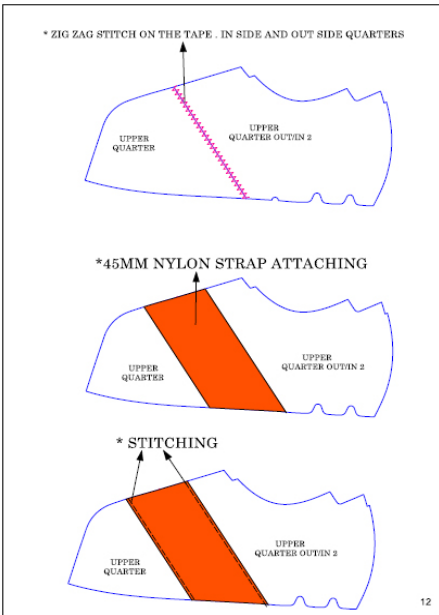 * ZIG ZAG STITCH ON THE TAPE . IN SIDE AND OUT SIDE QUARTERS
UPPER
QUARTER
UPPER
QUARTER OUT/IN 2
*45MM NYLON STRAP ATTACHING
UPPER
QUARTER
UPPER
QUARTER OUT/IN 2
* STITCHING
UPPER
QUARTER
UPPER
QUARTER OUT/IN 2
12